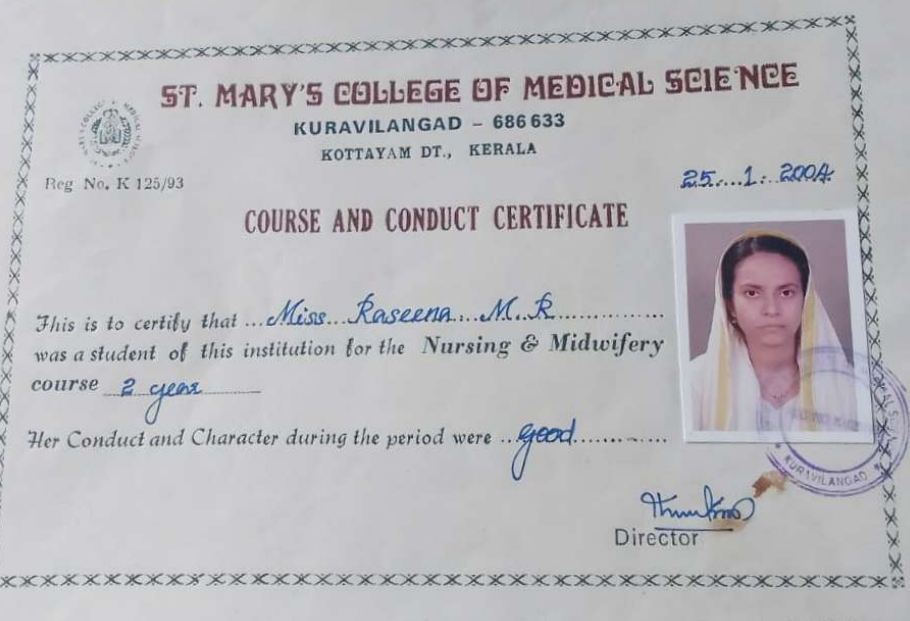 ST. MARY'S COLLEGE OF MEDICAL SCIENCE
KURAVILANGAD - 686633
KOTTAYAM DT., KERALA
Reg No. K 125/93
25....1:..2004
COURSE AND CONDUCT CERTIFICATE
This is to certify that ...Miss...Raseena...M.R...............
was a student of this institution for the Nursing & Midwifery
course 2 year
Her Conduct and Character during the period were ...good............
Director
KURAVILANGAD